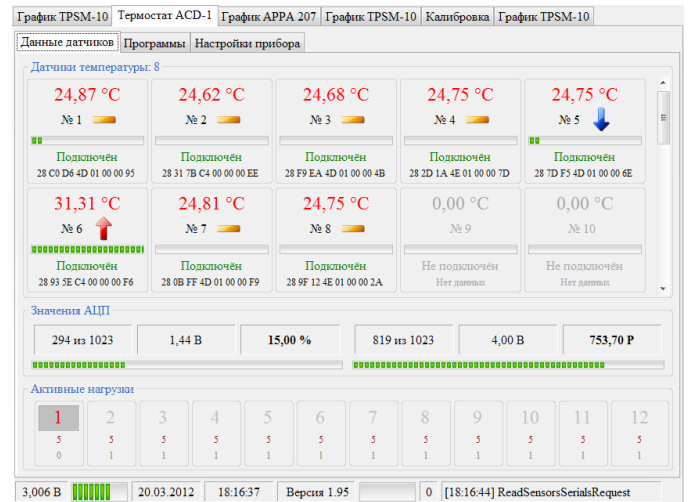 График TPSM-10 Термостат ACD-1 График APPA 207 График TPSM-10 Калибровка График TPSM-10
Данные датчиков Программы Настройки прибора
Датчики температуры: 8
24,87 °C 24,62 °C 24,68 °C 24,75 °C 24,75 °C
№ 1 № 2 № 3 № 4 № 5
Подключён Подключён Подключён Подключён Подключён
28 C0 D6 4D 01 00 00 95 28 31 7B C4 00 00 00 EE 28 F9 EA 4D 01 00 00 4B 28 2D 1A 4E 01 00 00 7D 28 7D F5 4D 01 00 00 6E
31,31 °C 24,81 °C 24,75 °C 0,00 °C 0,00 °C
№ 6 № 7 № 8 № 9 № 10
Подключён Подключён Подключён Не подключён Не подключён
28 93 5E C4 00 00 00 F6 28 0B FF 4D 01 00 00 F9 28 9F 12 4E 01 00 00 2A Нет данных Нет данных
Значения АЦП
294 из 1023 1,44 В 15,00 % 819 из 1023 4,00 В 753,70 Р
Активные нагрузки
1 2 3 4 5 6 7 8 9 10 11 12
5 5 5 5 5 5 5 5 5 5 5 5
0 1 1 1 1 1 1 1 1 1 1 1
3,006 В 20.03.2012 18:16:37 Версия 1.95 0 [18:16:44] ReadSensorsSerialsRequest